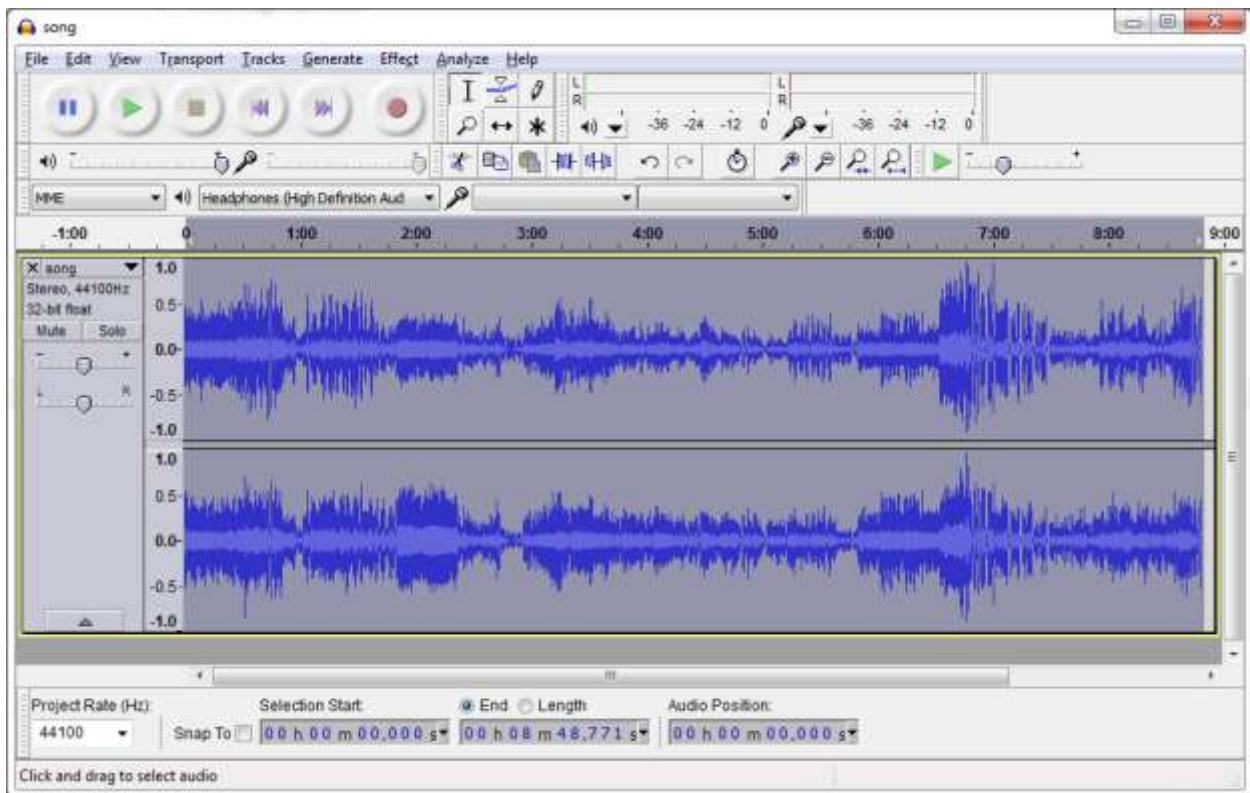 song
File Edit View Transport Tracks Generate Effect Analyze Help
L
R
-36 -24 -12 0
L
R
-36 -24 -12 0
- +
MME Headphones (High Definition Aud
-1:00 0 1:00 2:00 3:00 4:00 5:00 6:00 7:00 8:00 9:00
X song
Stereo, 44100Hz
32-bit float
Mute Solo
- +
L R
1.0
0.5
0.0
-0.5
-1.0
1.0
0.5
0.0
-0.5
-1.0
Project Rate (Hz): Selection Start: End Length Audio Position:
44100 Snap To 00 h 00 m 00,000 s 00 h 08 m 48,771 s 00 h 00 m 00,000 s
Click and drag to select audio